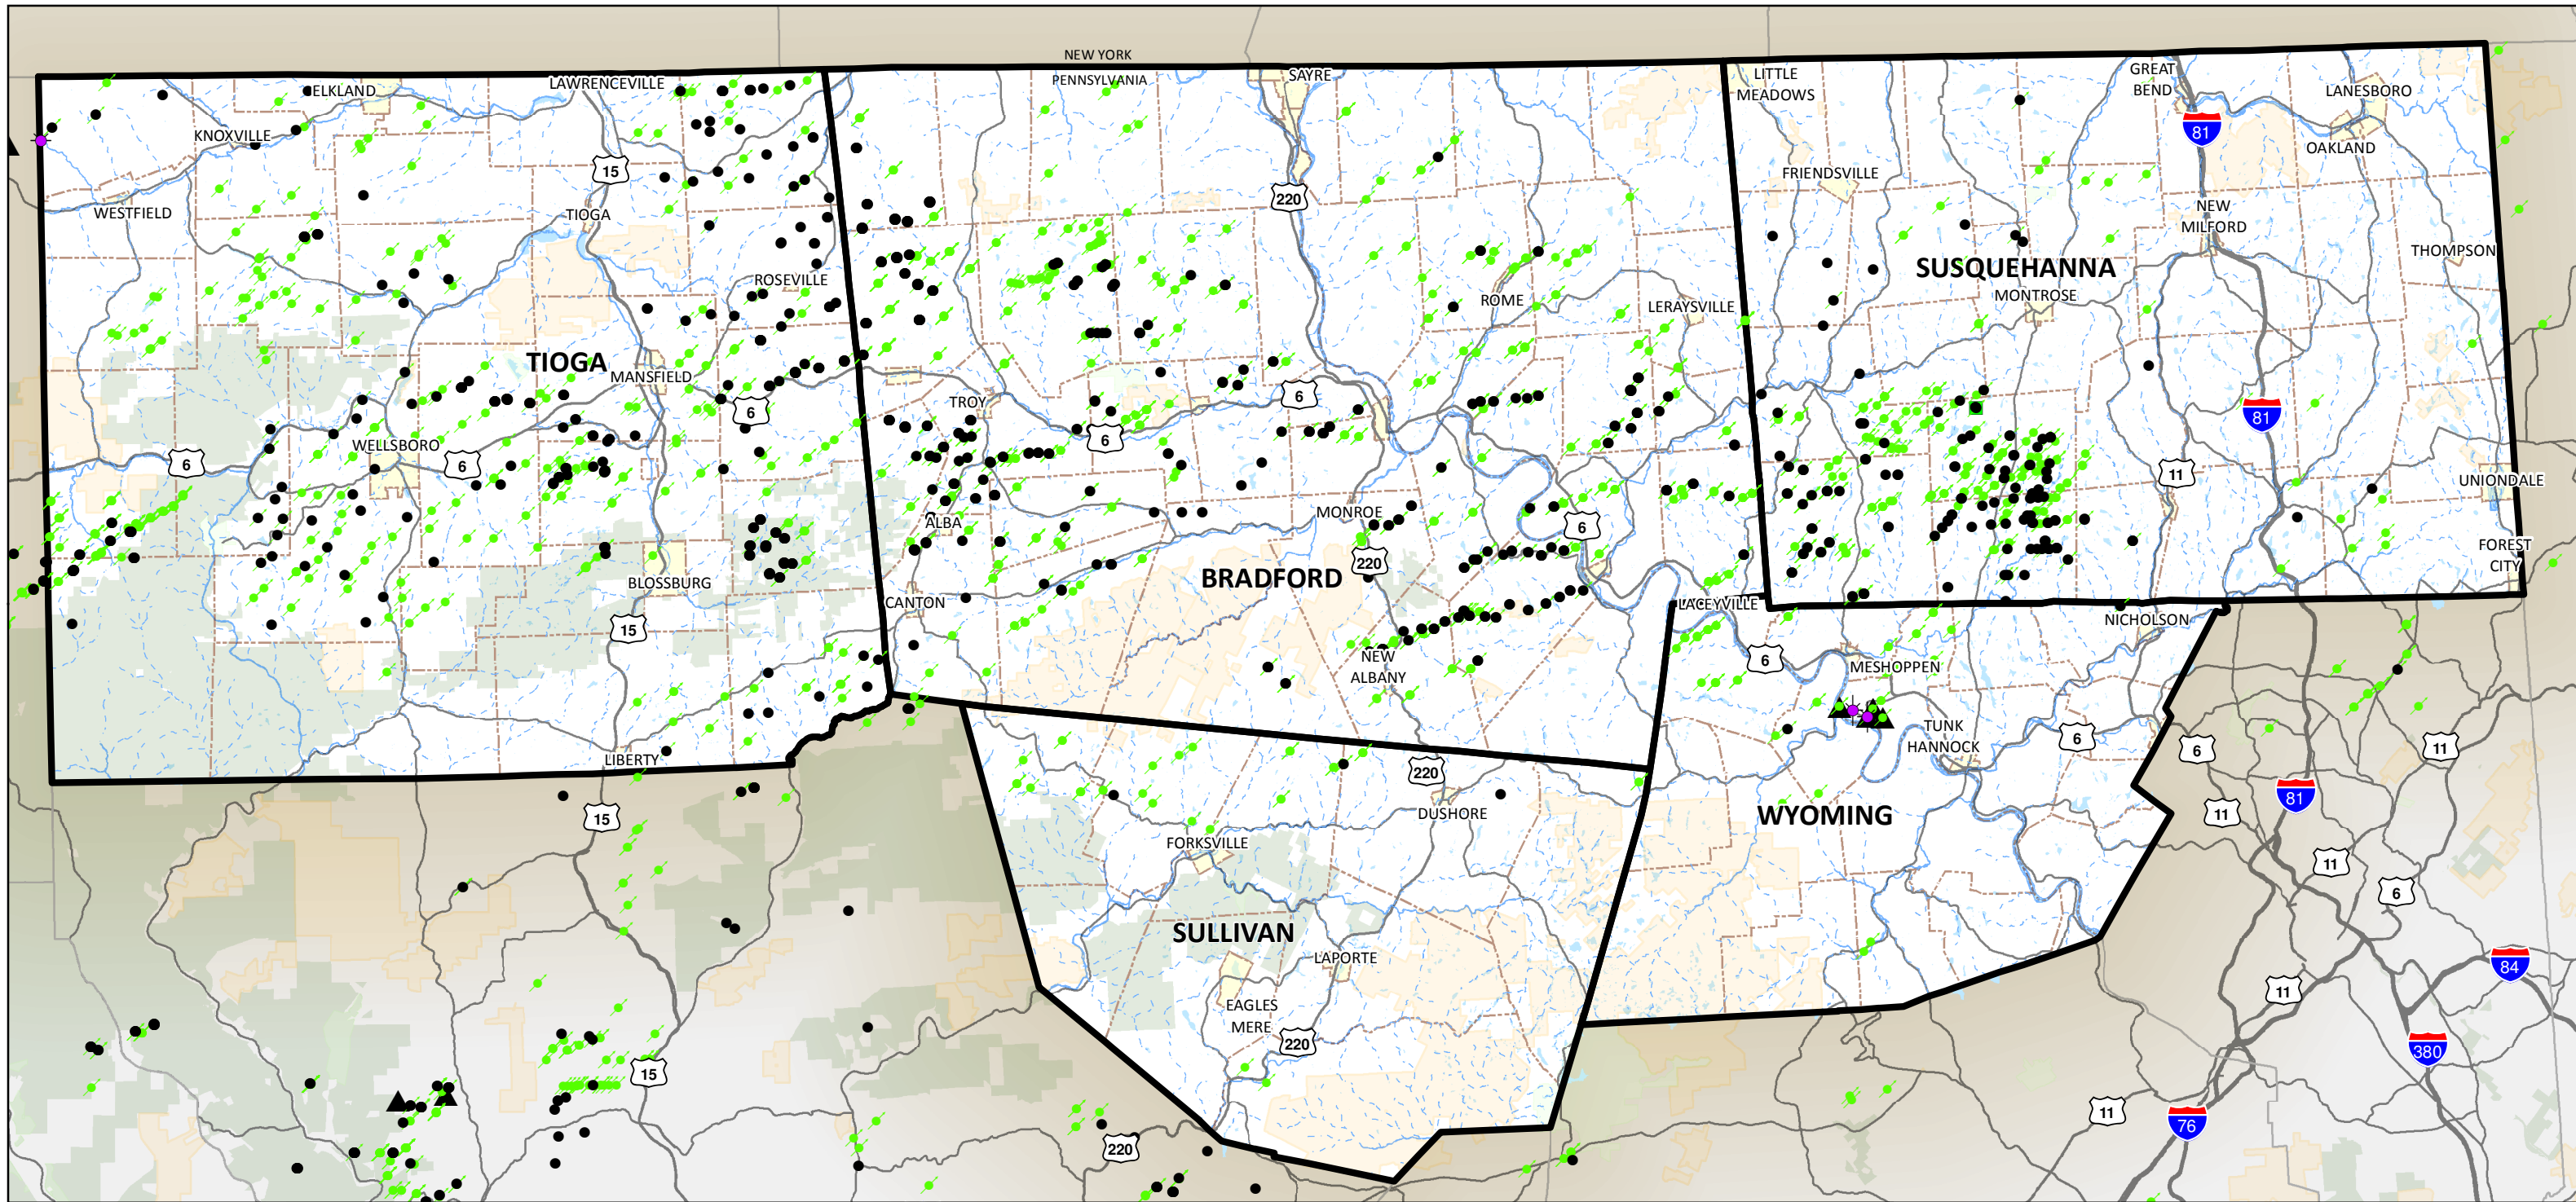 NEW YORK
PENNSYLVANIA
SAYRE
LITTLE
MEADOWS
GREAT
BEND
LANESBORO
LAWRENCEVILLE
ELKLAND
KNOXVILLE
81
OAKLAND
15
FRIENDSVILLE
220
WESTFIELD
TIOGA
NEW
MILFORD
THOMPSON
SUSQUEHANNA
MONTROSE
ROSEVILLE
ROME
LERAYSVILLE
TIOGA
MANSFIELD
6
TROY
6
6
81
WELLSBORO
6
6
11
UNIONDALE
MONROE
ALBA
6
FOREST
CITY
220
BRADFORD
BLOSSBURG
CANTON
LACEYVILLE
NICHOLSON
15
NEW
ALBANY
6
MESHOPPEN
TUNK
HANNOCK
6
6
11
LIBERTY
220
81
DUSHORE
WYOMING
11
15
FORKSVILLE
11
6
SULLIVAN
LAPORTE
84
EAGLES
MERE
11
220
380
15
11
76
220